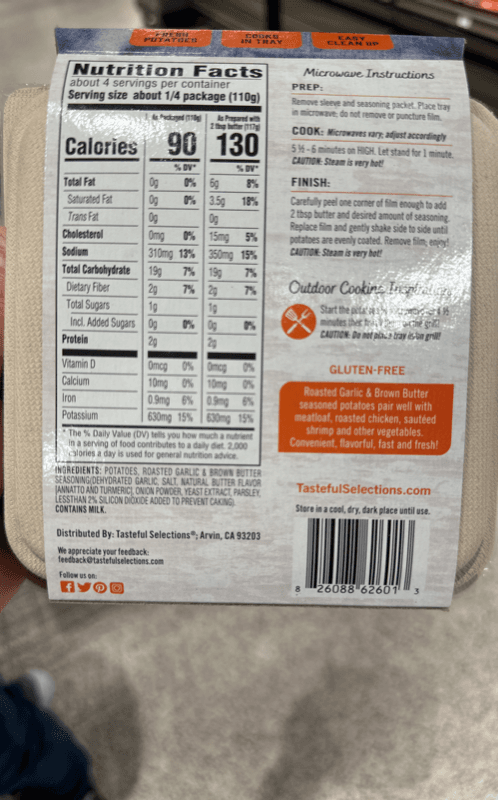 FRESH POTATOES
COOKS IN TRAY
EASY CLEAN UP
Nutrition Facts
about 4 servings per container
Serving size about 1/4 package (110g)
As Packaged (110g) As Prepared with 2 tbsp butter (117g)
Calories 90 130
% DV* % DV*
Total Fat 0g 0% 6g 8%
Saturated Fat 0g 0% 3.5g 18%
Trans Fat 0g 0g
Cholesterol 0mg 0% 15mg 5%
Sodium 310mg 13% 350mg 15%
Total Carbohydrate 19g 7% 19g 7%
Dietary Fiber 2g 7% 2g 7%
Total Sugars 1g 1g
Incl. Added Sugars 0g 0% 0g 0%
Protein 2g 2g
Vitamin D 0mcg 0% 0mcg 0%
Calcium 10mg 0% 10mg 0%
Iron 0.9mg 6% 0.9mg 6%
Potassium 630mg 15% 630mg 15%
* The % Daily Value (DV) tells you how much a nutrient
in a serving of food contributes to a daily diet. 2,000
calories a day is used for general nutrition advice.
INGREDIENTS: POTATOES, ROASTED GARLIC & BROWN BUTTER
SEASONING(DEHYDRATED GARLIC, SALT, NATURAL BUTTER FLAVOR
(ANNATTO AND TURMERIC), ONION POWDER, YEAST EXTRACT, PARSLEY,
LESSTHAN 2% SILICON DIOXIDE ADDED TO PREVENT CAKING).
CONTAINS MILK.
Distributed By: Tasteful Selections®; Arvin, CA 93203
We appreciate your feedback:
feedback@tastefulselections.com
Follow us on:
Microwave Instructions
PREP:
Remove sleeve and seasoning packet. Place tray
in microwave; do not remove or puncture film.
COOK: Microwaves vary; adjust accordingly
5 ½ - 6 minutes on HIGH. Let stand for 1 minute.
CAUTION: Steam is very hot!
FINISH:
Carefully peel one corner of film enough to add
2 tbsp butter and desired amount of seasoning.
Replace film and gently shake side to side until
potatoes are evenly coated. Remove film, enjoy!
CAUTION: Steam is very hot!
Outdoor Cooking Inspirations
Start the
minutes grill!
CAUTION: Do not place tray on grill!
GLUTEN-FREE
Roasted Garlic & Brown Butter
seasoned potatoes pair well with
meatloaf, roasted chicken, sautéed
shrimp and other vegetables.
Convenient, flavorful, fast and fresh!
TastefulSelections.com
Store in a cool, dry, dark place until use.
8 26088 62601 3